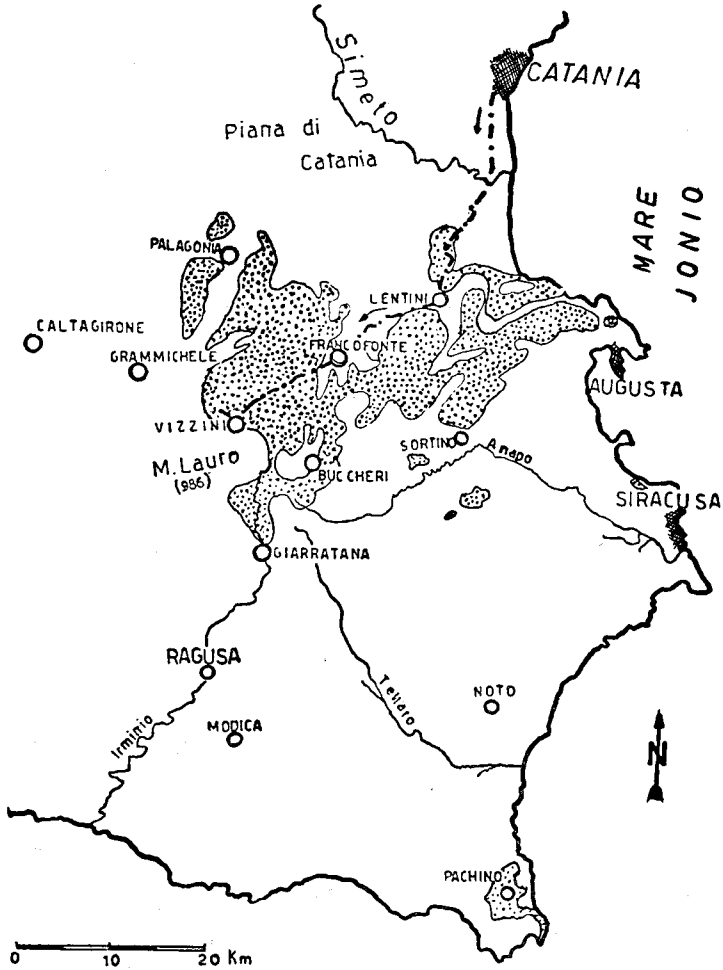 Simeto
CATANIA
Piana di
Catania
MARE
JONIO
PALAGONIA
LENTINI
CALTAGIRONE
FRANCOFONTE
GRAMMICHELE
AUGUSTA
VIZZINI
SORTINO
Anapo
M. Lauro
(986)
BUCCHERI
SIRACUSA
GIARRATANA
RAGUSA
Tellaro
NOTO
Irminio
MODICA
N
PACHINO
0 10 20 Km